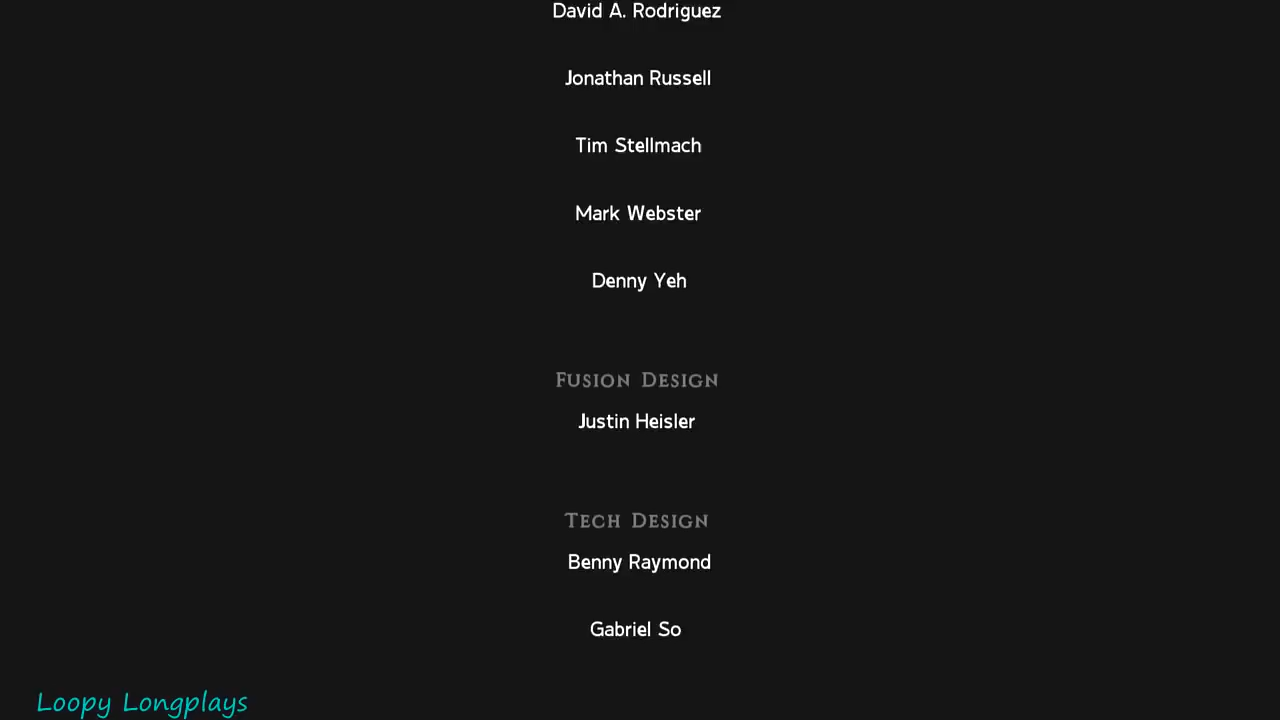 David A. Rodriguez
Jonathan Russell
Tim Stellmach
Mark Webster
Denny Yeh
Fusion Design
Justin Heisler
Tech Design
Benny Raymond
Gabriel So
Loopy Longplays